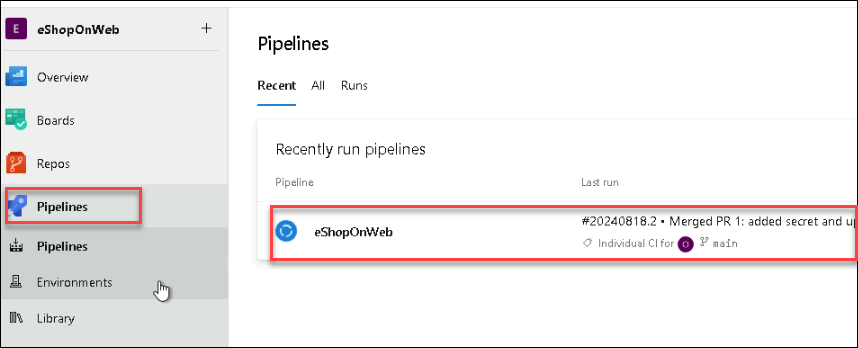 E eShopOnWeb +
Overview
Boards
Repos
Pipelines
Pipelines
Environments
Library
Pipelines
Recent All Runs
Recently run pipelines
Pipeline Last run
eShopOnWeb #20240818.2 • Merged PR 1: added secret and up
Individual CI for O main